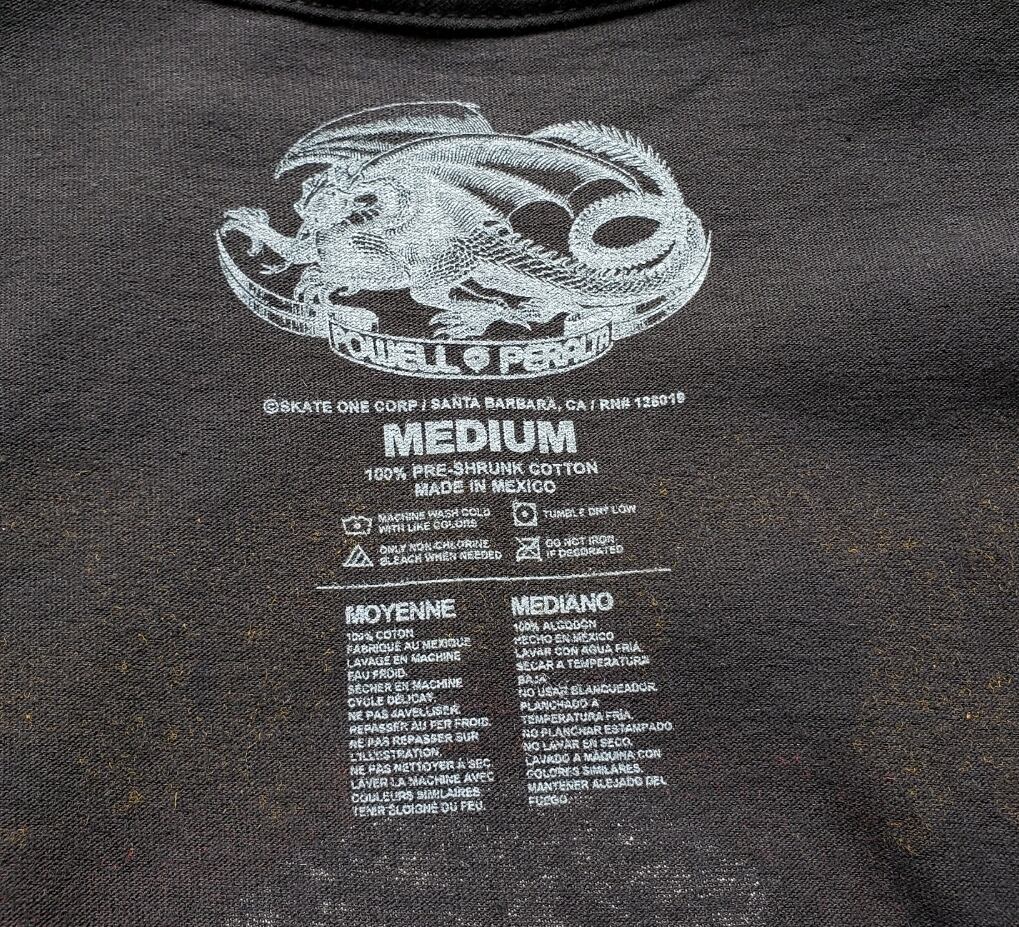 POWELL PERALTA
©SKATE ONE CORP / SANTA BARBARA, CA / RN# 128019
MEDIUM
100% PRE-SHRUNK COTTON
MADE IN MEXICO
MACHINE WASH COLD
WITH LIKE COLORS
TUMBLE DRY LOW
ONLY NON-CHLORINE
BLEACH WHEN NEEDED
DO NOT IRON
IF DECORATED
MOYENNE
100% COTON
FABRIQUÉ AU MEXIQUE
LAVAGE EN MACHINE
EAU FROID.
SÉCHER EN MACHINE
CYCLE DÉLICAT.
NE PAS JAVELLISER.
REPASSER AU FER FROID.
NE PAS REPASSER SUR
L'ILLUSTRATION.
NE PAS NETTOYER À SEC
LAVER LA MACHINE AVEC
COULEURS SIMILAIRES
TENIR ÉLOIGNÉ DU FEU.
MEDIANO
100% ALGODÓN
HECHO EN MÉXICO
LAVAR CON AGUA FRÍA.
SECAR A TEMPERATURA
BAJA
NO USAR BLANQUEADOR.
PLANCHADO A
TEMPERATURA FRÍA
NO PLANCHAR ESTAMPADO
NO LAVAR EN SECO.
LAVADO A MÁQUINA CON
COLORES SIMILARES.
MANTENER ALEJADO DEL
FUEGO.